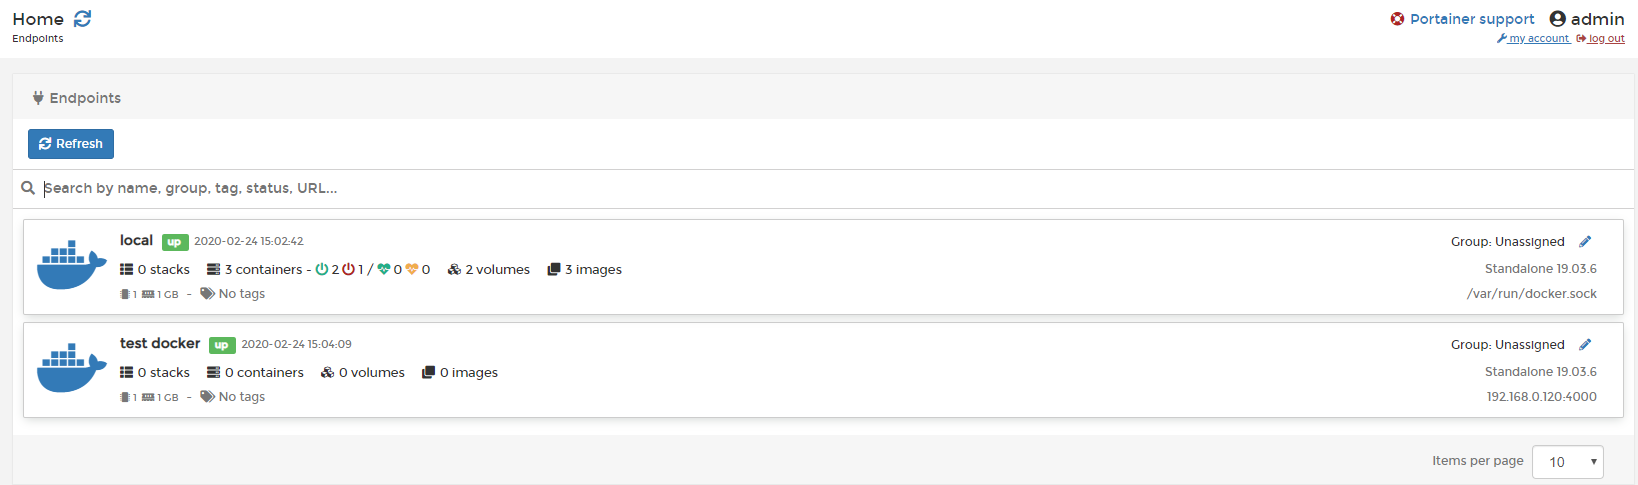 Home
Portainer support admin
Endpoints
my account log out
Endpoints
Refresh
Search by name, group, tag, status, URL...
local up 2020-02-24 15:02:42
Group: Unassigned
0 stacks 3 containers - 2 1 / 0 0 2 volumes 3 images
Standalone 19.03.6
1 1 GB - No tags
/var/run/docker.sock
test docker up 2020-02-24 15:04:09
Group: Unassigned
0 stacks 0 containers 0 volumes 0 images
Standalone 19.03.6
1 1 GB - No tags
192.168.0.120:4000
Items per page 10